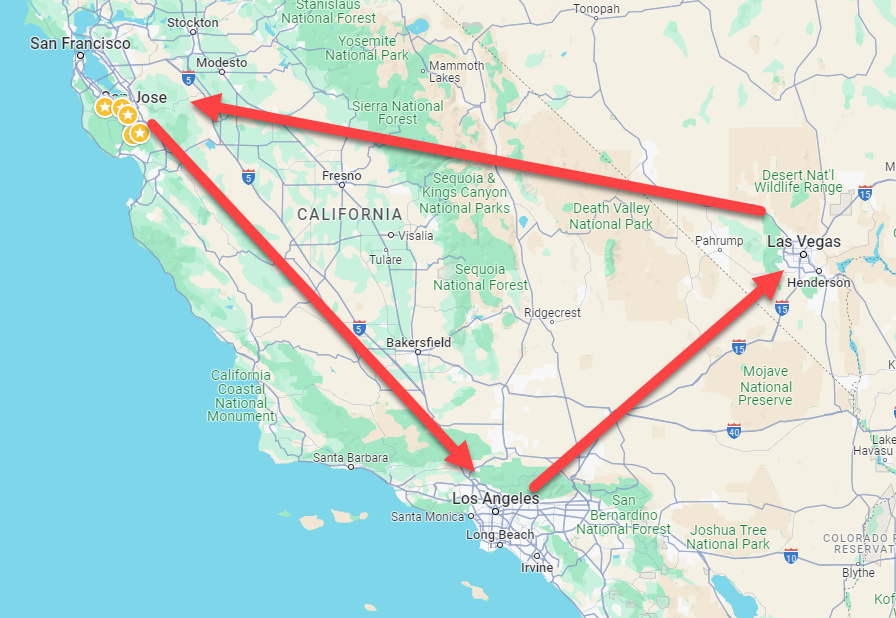 Stanislaus
National Forest
Tonopah
Stockton
San Francisco
Yosemite
National Park
Modesto
Mammoth
Lakes
5
San Jose
Sierra National
Forest
Desert Nat'l
Wildlife Range
15
Fresno
5
Sequoia &
Kings Canyon
National Parks
CALIFORNIA
Death Valley
National Park
Visalia
Pahrump
Las Vegas
Tulare
Sequoia
National Forest
Henderson
15
Ridgecrest
5
Bakersfield
15
California
Coastal
National
Monument
Mojave
National
Preserve
40
Lake
Havasu
Santa Barbara
Los Angeles
San
Bernardino
National Forest
Santa Monica
Long Beach
Joshua Tree
National Park
COLORADO
RESERVAT
10
Irvine
Blythe
Kof